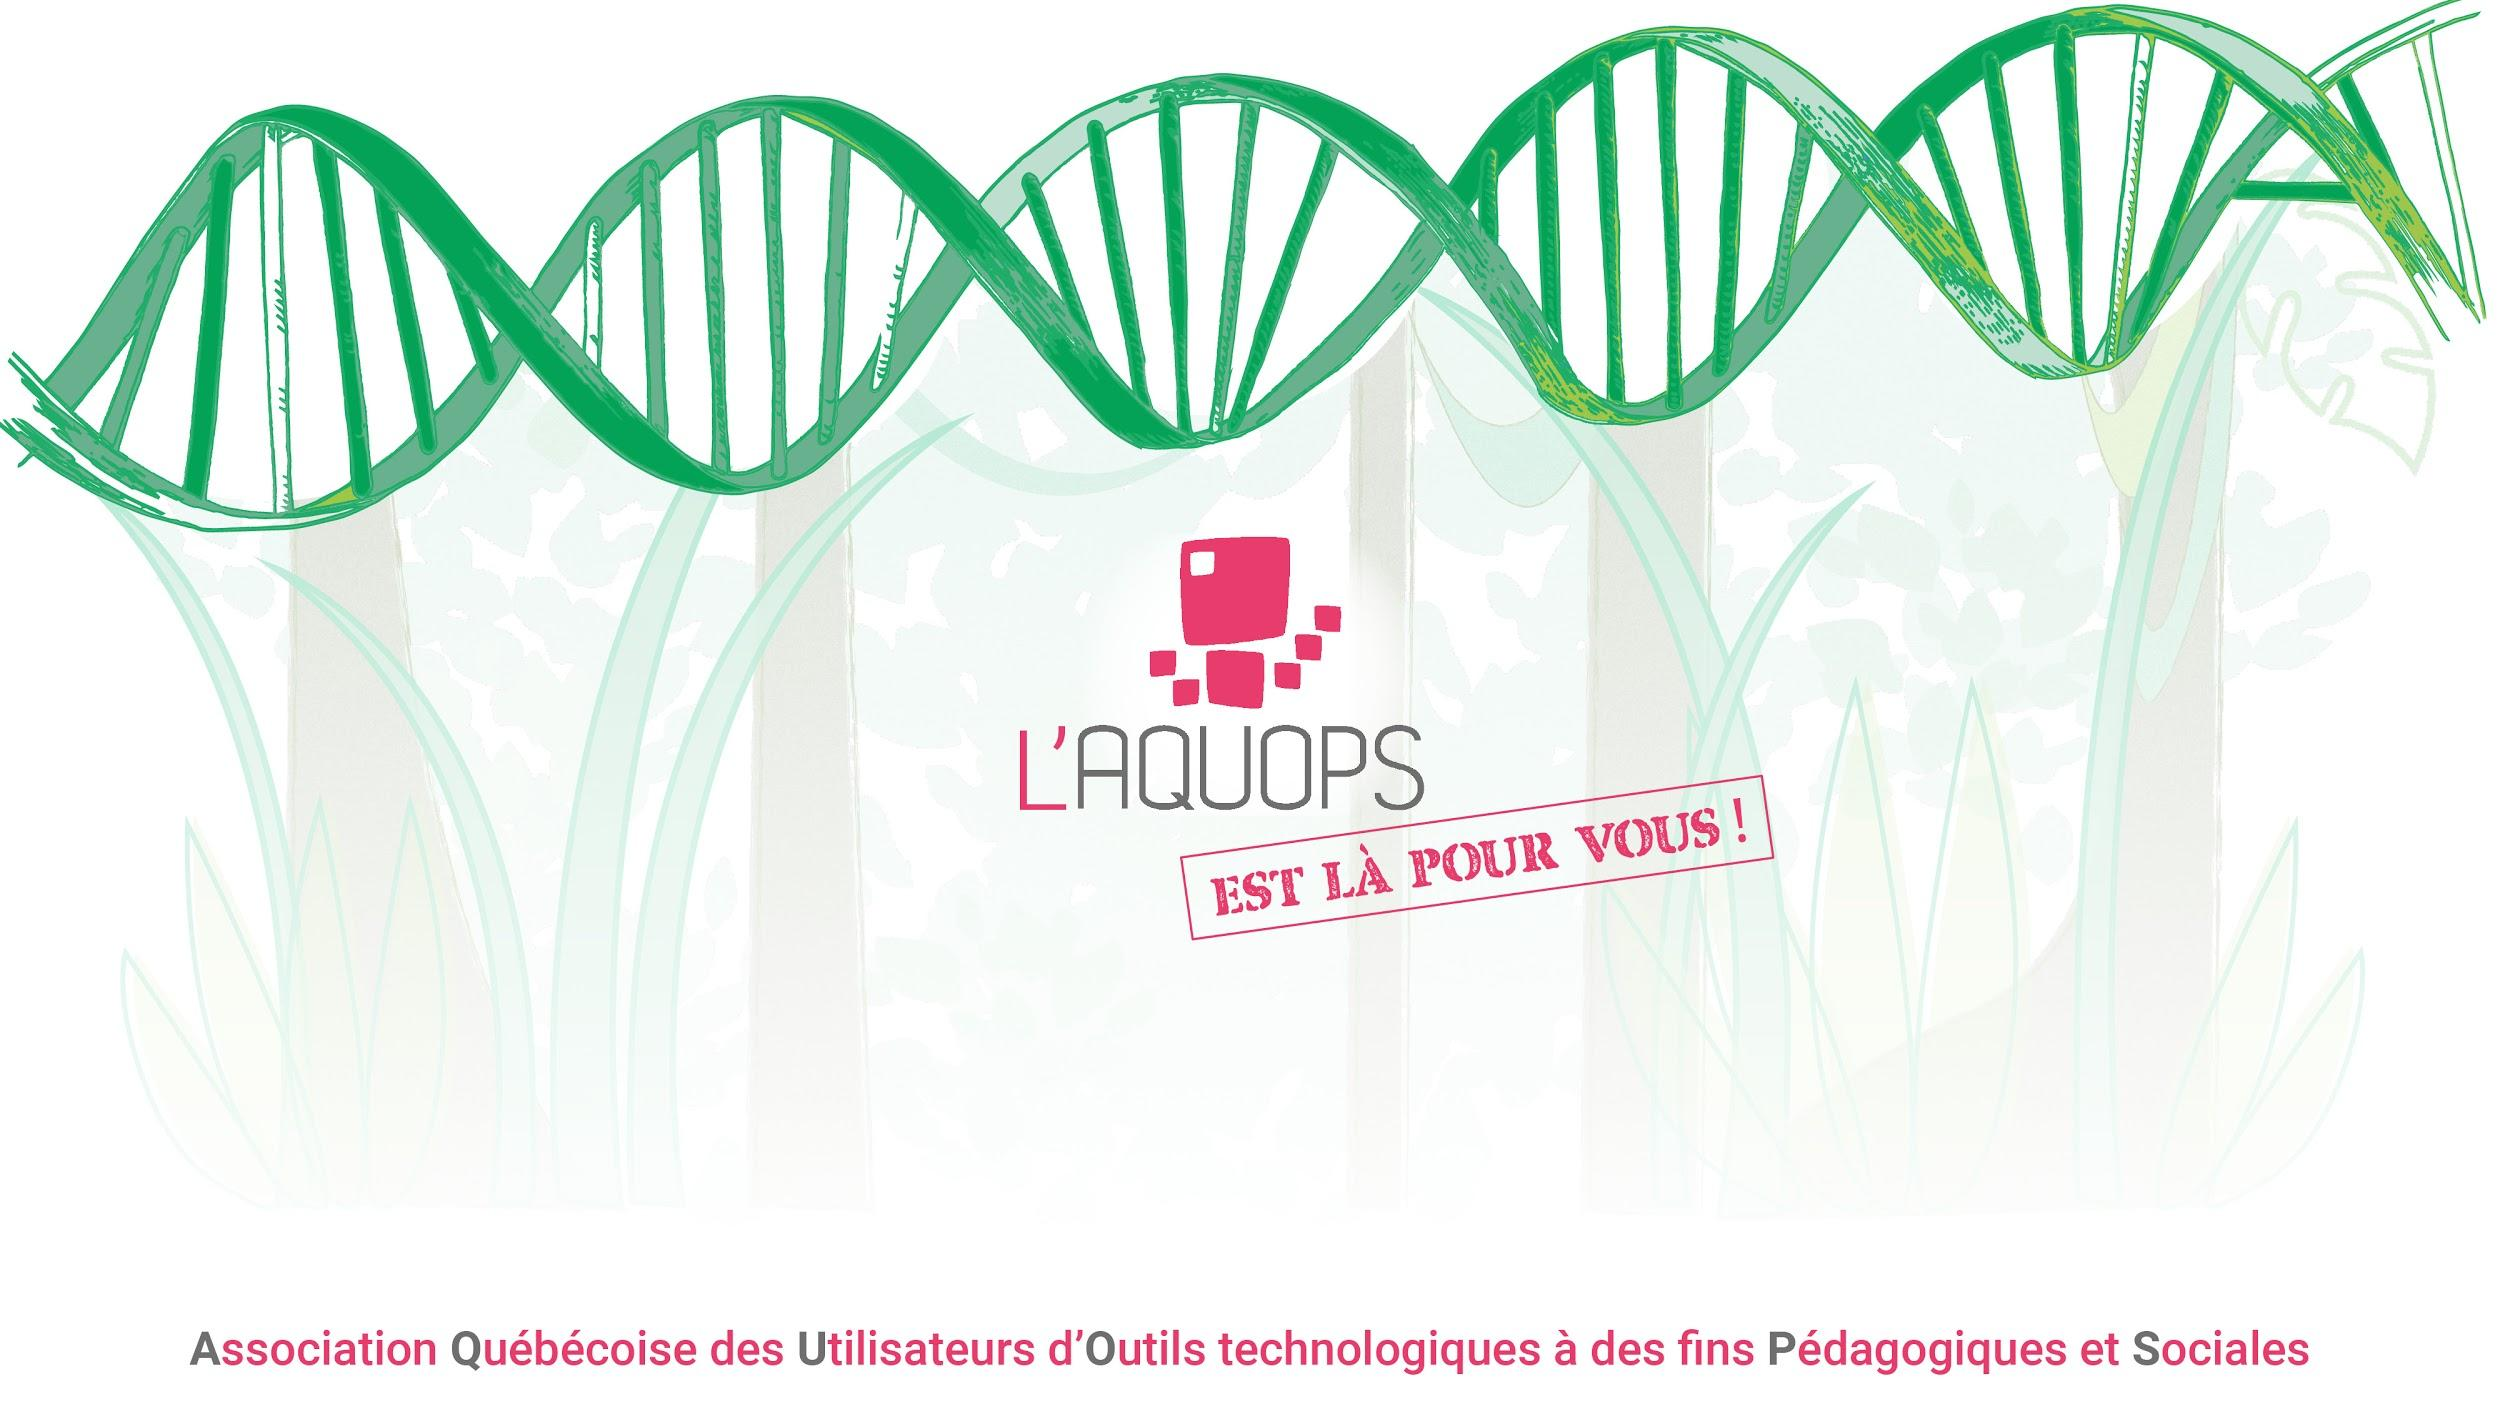 L'AQUOPS
EST LÀ POUR VOUS !
Association Québécoise des Utilisateurs d’Outils technologiques à des fins Pédagogiques et Sociales